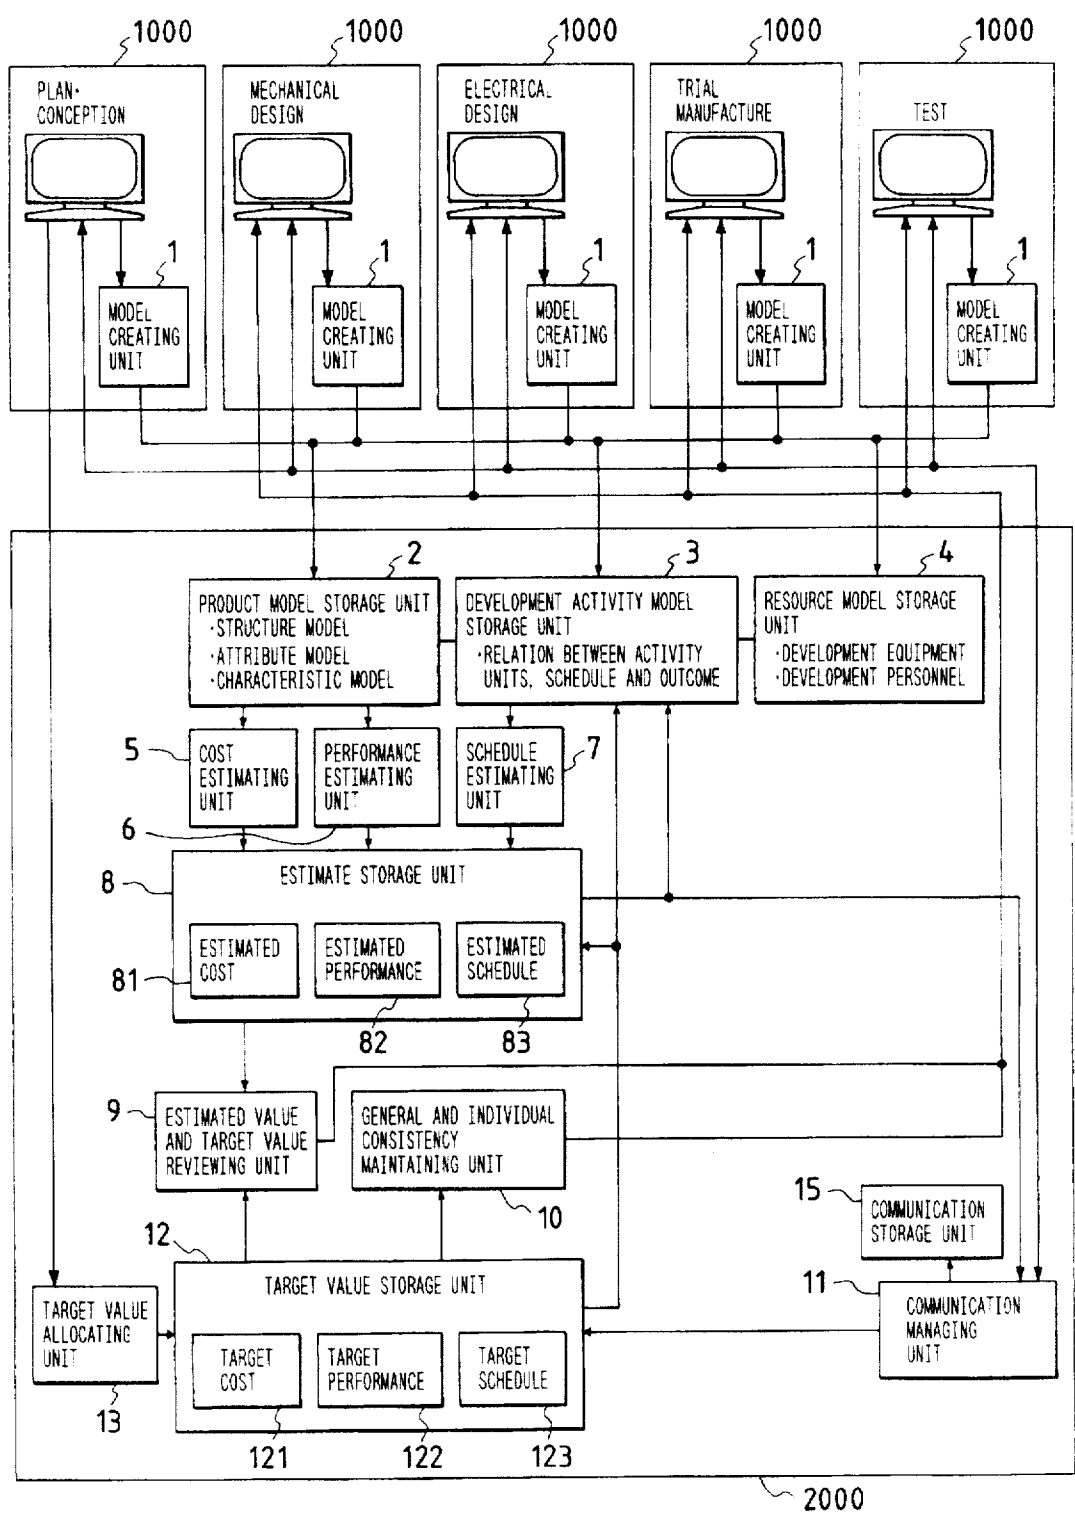 1000
1000
1000
1000
1000
PLAN·
CONCEPTION
MECHANICAL
DESIGN
ELECTRICAL
DESIGN
TRIAL
MANUFACTURE
TEST
1
MODEL
CREATING
UNIT
1
MODEL
CREATING
UNIT
1
MODEL
CREATING
UNIT
1
MODEL
CREATING
UNIT
1
MODEL
CREATING
UNIT
2
PRODUCT MODEL STORAGE UNIT
·STRUCTURE MODEL
·ATTRIBUTE MODEL
·CHARACTERISTIC MODEL
3
DEVELOPMENT ACTIVITY MODEL
STORAGE UNIT
·RELATION BETWEEN ACTIVITY
UNITS, SCHEDULE AND OUTCOME
4
RESOURCE MODEL STORAGE
UNIT
·DEVELOPMENT EQUIPMENT
·DEVELOPMENT PERSONNEL
5
COST
ESTIMATING
UNIT
PERFORMANCE
ESTIMATING
UNIT
6
SCHEDULE
ESTIMATING
UNIT
7
8
ESTIMATE STORAGE UNIT
ESTIMATED
COST
81
ESTIMATED
PERFORMANCE
82
ESTIMATED
SCHEDULE
83
9
ESTIMATED VALUE
AND TARGET VALUE
REVIEWING UNIT
GENERAL AND INDIVIDUAL
CONSISTENCY
MAINTAINING UNIT
10
15
COMMUNICATION
STORAGE UNIT
12
TARGET VALUE STORAGE UNIT
11
COMMUNICATION
MANAGING
UNIT
TARGET VALUE
ALLOCATING
UNIT
13
TARGET
COST
121
TARGET
PERFORMANCE
122
TARGET
SCHEDULE
123
2000